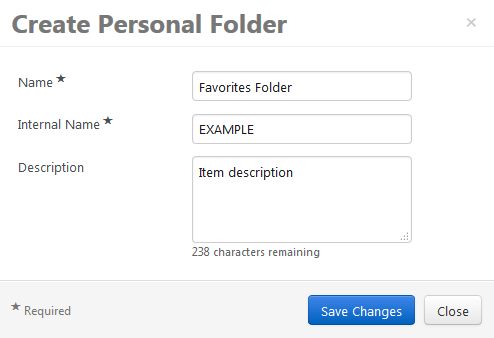 Create Personal Folder ×
Name ★ Favorites Folder
Internal Name ★ EXAMPLE
Description Item description
238 characters remaining
★ Required Save Changes Close